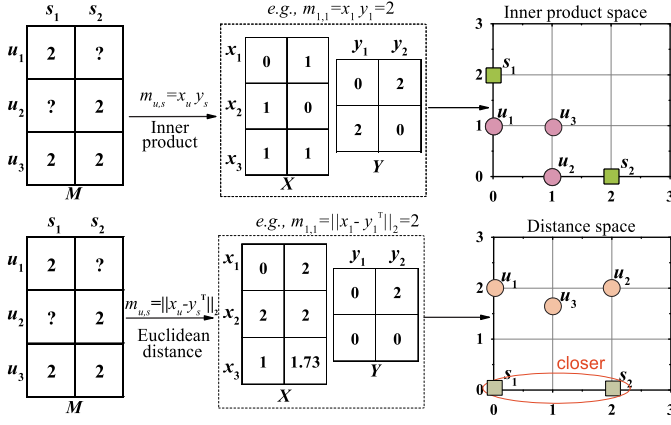 s1 s2
u1 2 ?
u2 ? 2
u3 2 2
M
mu,s=xu ys
Inner
product
e.g., m1,1=x1 y1=2
x1 0 1
x2 1 0
x3 1 1
X
y1 y2
0 2
2 0
Y
Inner product space
3
2
1
0
0 1 2 3
s1
u1
u3
u2
s2
s1 s2
u1 2 ?
u2 ? 2
u3 2 2
M
mu,s=||xu-ysT||2
Euclidean
distance
e.g., m1,1=||x1- y1T||2=2
x1 0 2
x2 2 2
x3 1 1.73
X
y1 y2
0 2
0 0
Y
Distance space
3
2
1
0
0 1 2 3
u1
u2
u3
closer
s1
s2